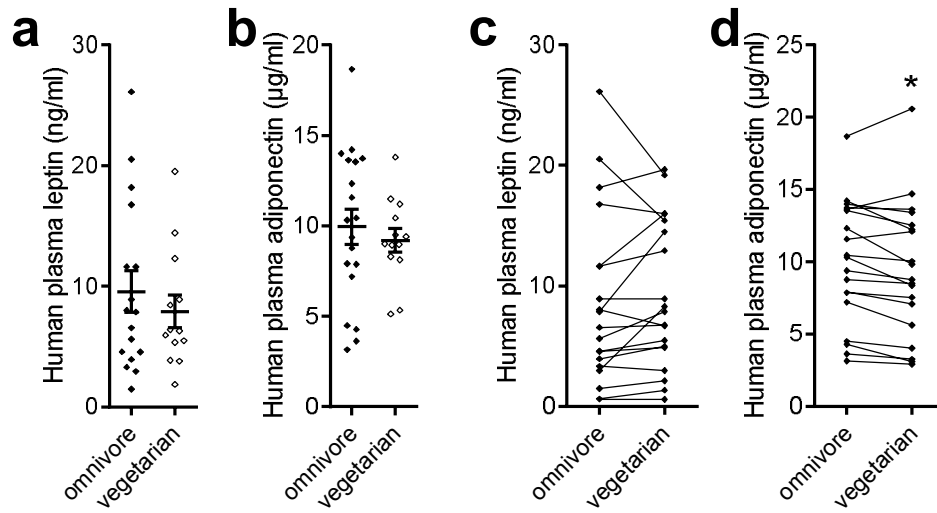 a
Human plasma leptin (ng/ml)
30
20
10
0
omnivore
vegetarian
b
Human plasma adiponectin (µg/ml)
20
15
10
5
0
omnivore
vegetarian
c
Human plasma leptin (ng/ml)
30
20
10
0
omnivore
vegetarian
d
Human plasma adiponectin (µg/ml)
25
20
15
10
5
0
*
omnivore
vegetarian